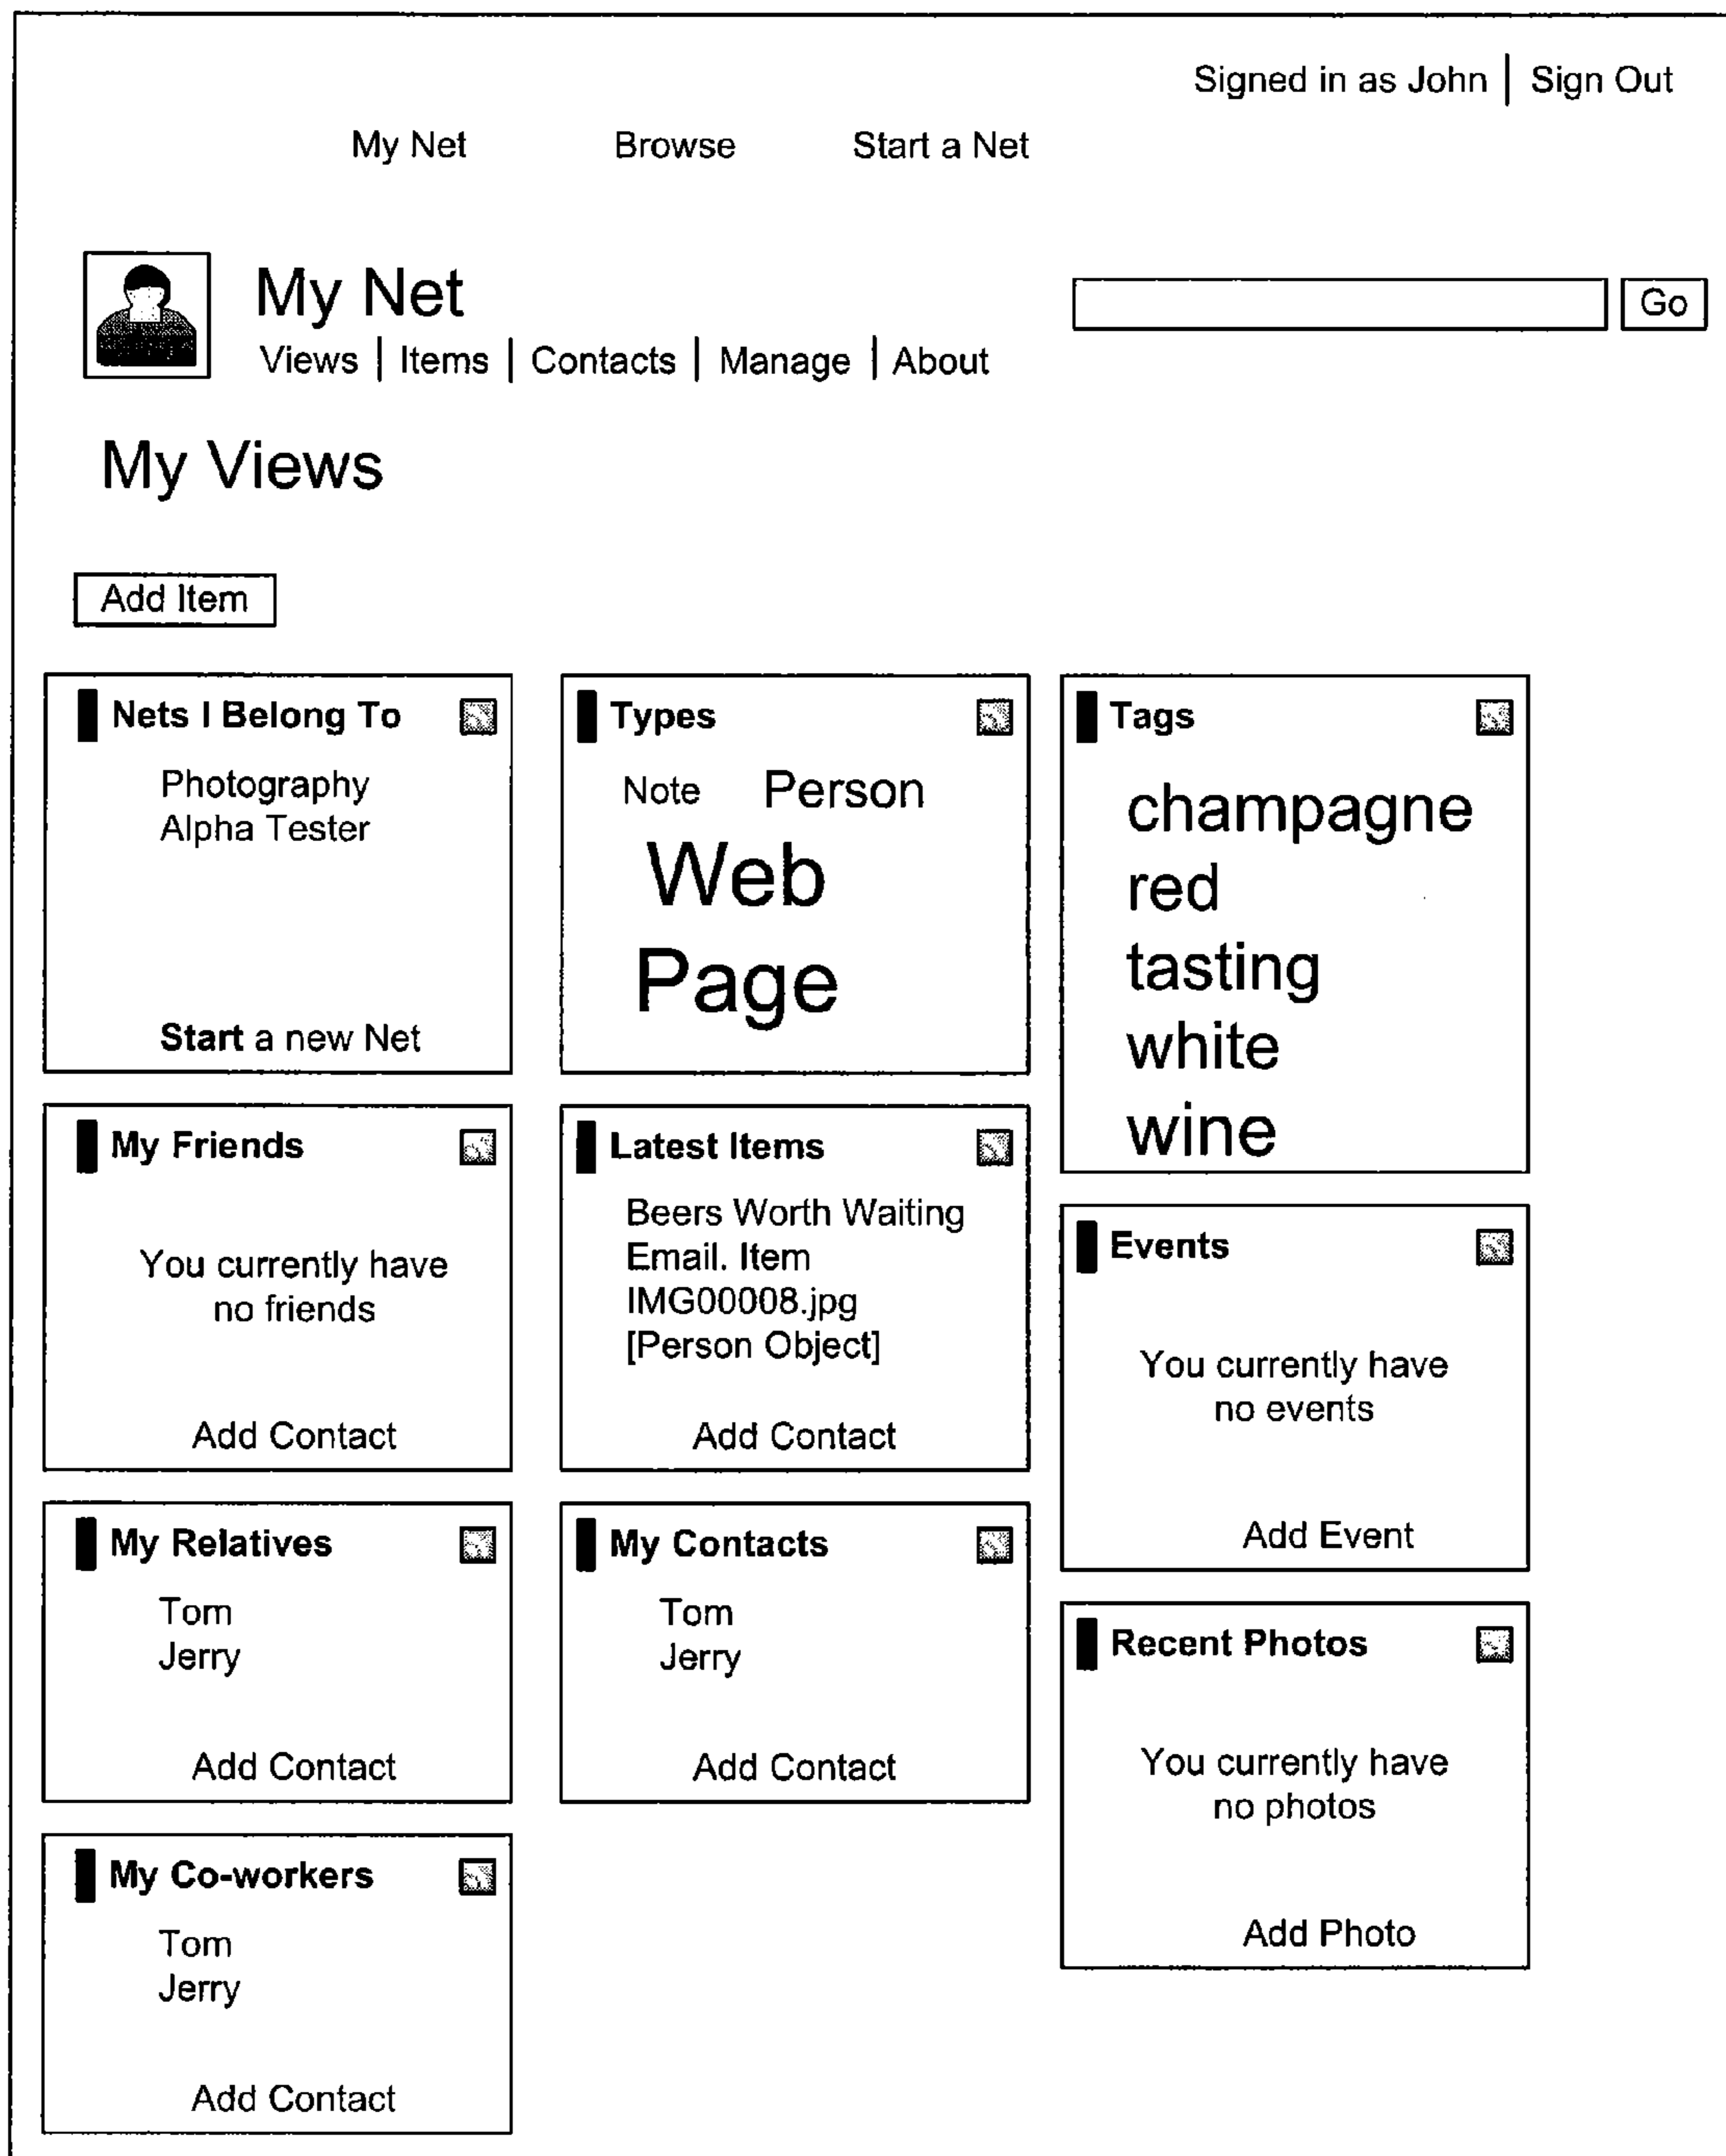 Signed in as John | Sign Out
My Net Browse Start a Net
My Net
Go
Views | Items | Contacts | Manage | About
My Views
Add Item
Nets I Belong To
Photography
Alpha Tester
Start a new Net
Types
Note Person
Web
Page
Tags
champagne
red
tasting
white
wine
My Friends
You currently have
no friends
Add Contact
Latest Items
Beers Worth Waiting
Email. Item
IMG00008.jpg
[Person Object]
Add Contact
Events
You currently have
no events
Add Event
My Relatives
Tom
Jerry
Add Contact
My Contacts
Tom
Jerry
Add Contact
Recent Photos
You currently have
no photos
Add Photo
My Co-workers
Tom
Jerry
Add Contact